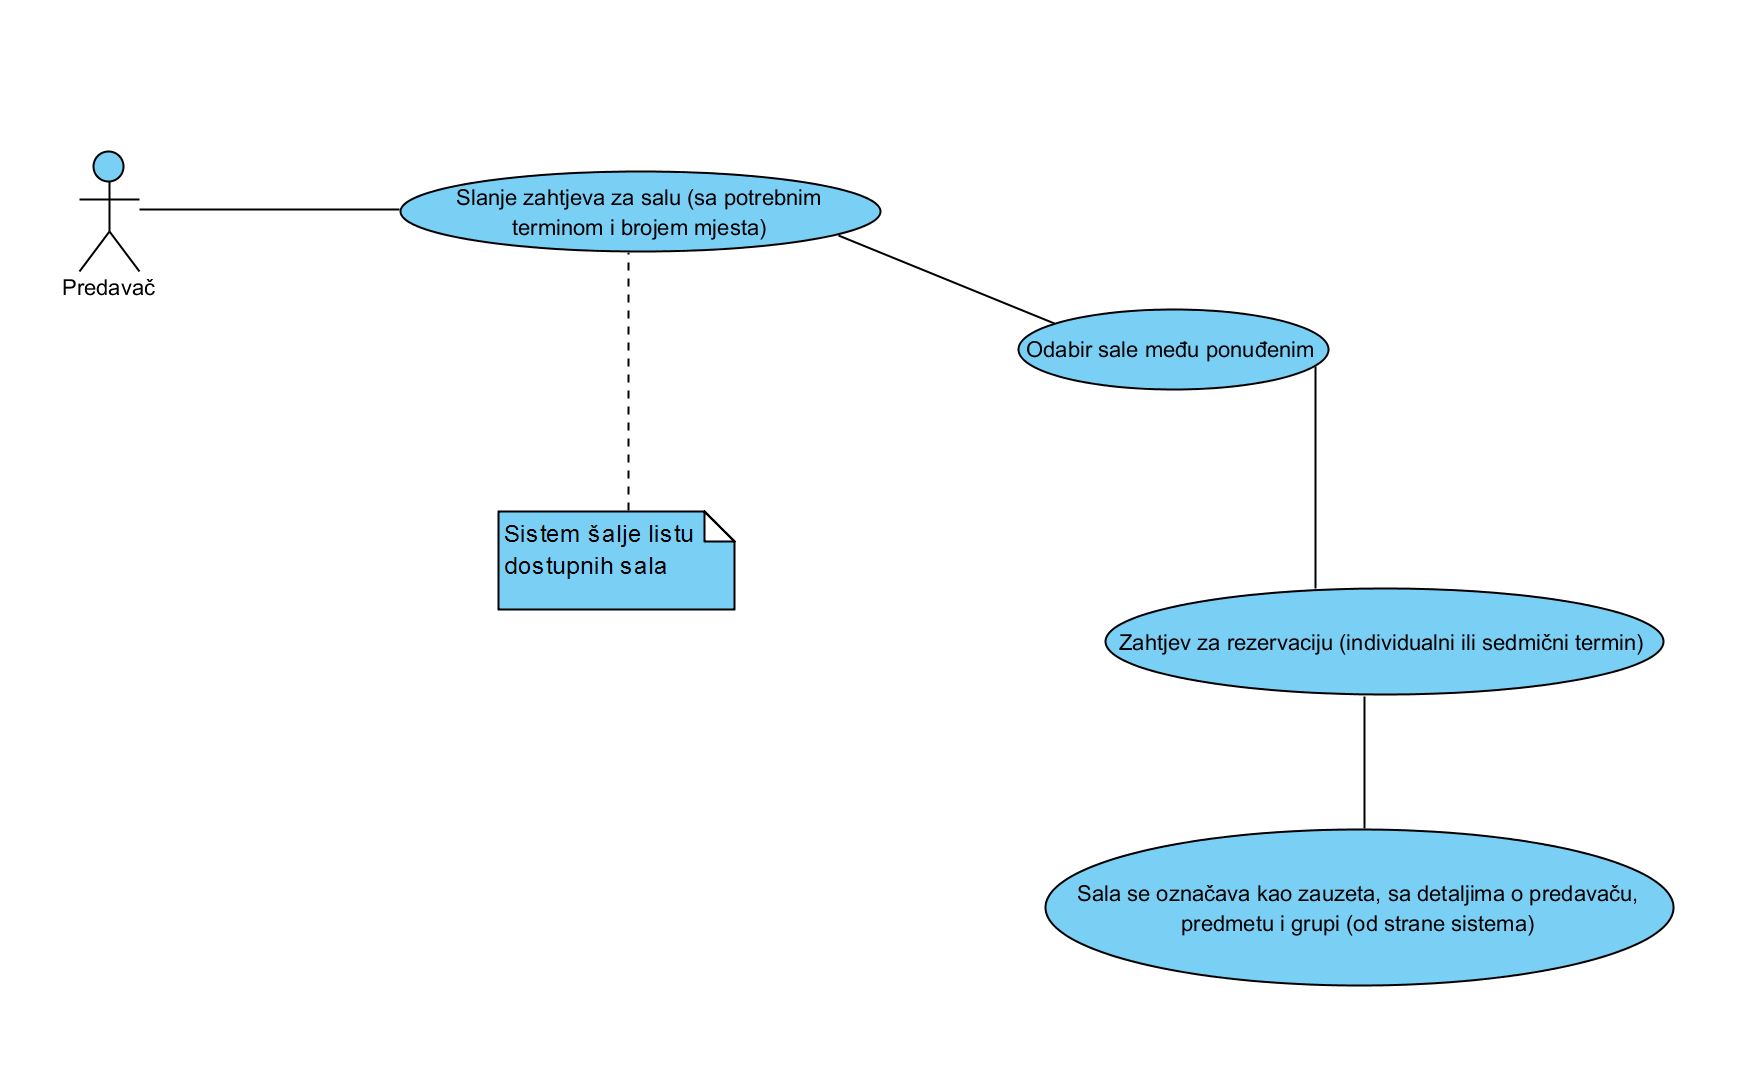 Slanje zahtjeva za salu (sa potrebnim
terminom i brojem mjesta)
Predavač
Odabir sale među ponuđenim
Sistem šalje listu
dostupnih sala
Zahtjev za rezervaciju (individualni ili sedmični termin)
Sala se označava kao zauzeta, sa detaljima o predavaču,
predmetu i grupi (od strane sistema)